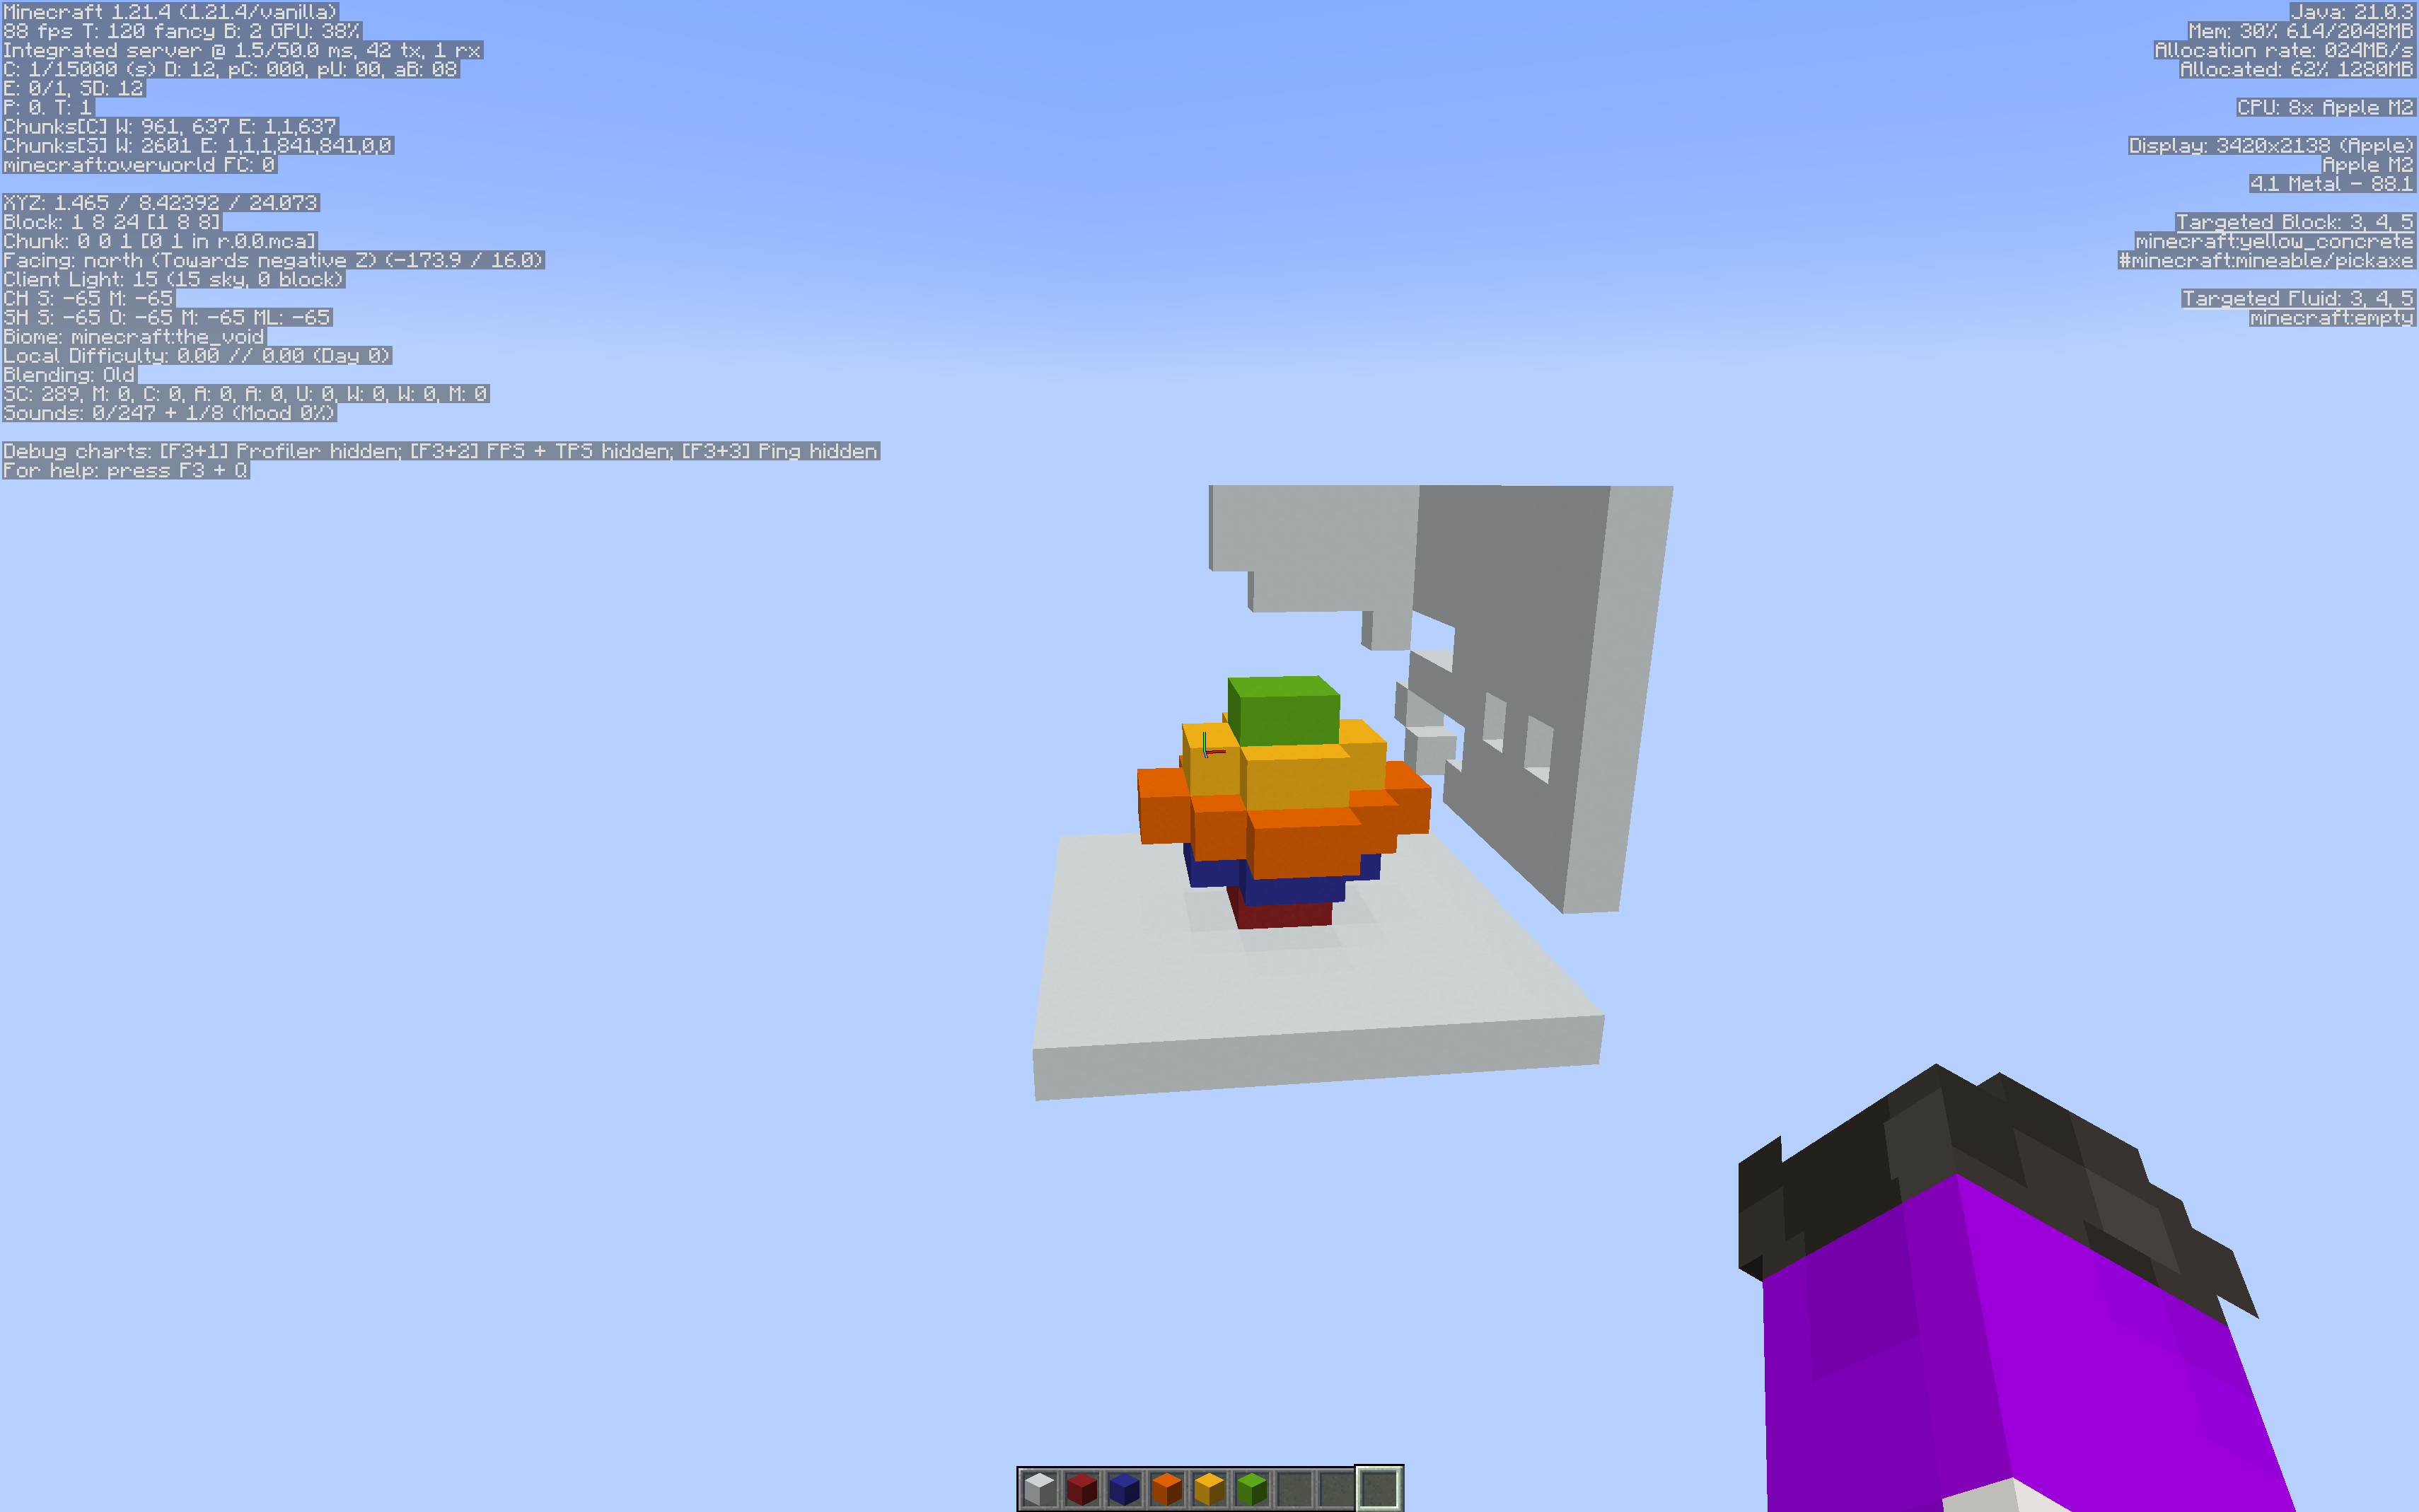 Minecraft 1.21.4 (1.21.4/vanilla)
88 fps T: 120 fancy B: 2 GPU: 38%
Integrated server @ 1.5/50.0 ms, 42 tx, 1 rx
C: 1/15000 (s) D: 12, pC: 000, pU: 00, aB: 08
E: 0/1, SD: 12
P: 0. T: 1
Chunks[C] W: 961, 637 E: 1,1,637
Chunks[S] W: 2601 E: 1,1,1,841,841,0,0
minecraft:overworld FC: 0
XYZ: 1.465 / 8.42392 / 24.073
Block: 1 8 24 [1 8 8]
Chunk: 0 0 1 [0 1 in r.0.0.mca]
Facing: north (Towards negative Z) (-173.9 / 16.0)
Client Light: 15 (15 sky, 0 block)
CH S: -65 M: -65
SH S: -65 O: -65 M: -65 ML: -65
Biome: minecraft:the_void
Local Difficulty: 0.00 // 0.00 (Day 0)
Blending: Old
SC: 289, M: 0, C: 0, A: 0, A: 0, U: 0, W: 0, W: 0, M: 0
Sounds: 0/247 + 1/8 (Mood 0%)
Debug charts: [F3+1] Profiler hidden; [F3+2] FPS + TPS hidden; [F3+3] Ping hidden
For help: press F3 + Q
Java: 21.0.3
Mem: 30% 614/2048MB
Allocation rate: 024MB/s
Allocated: 62% 1280MB
CPU: 8x Apple M2
Display: 3420x2138 (Apple)
Apple M2
4.1 Metal - 88.1
Targeted Block: 3, 4, 5
minecraft:yellow_concrete
#minecraft:mineable/pickaxe
Targeted Fluid: 3, 4, 5
minecraft:empty